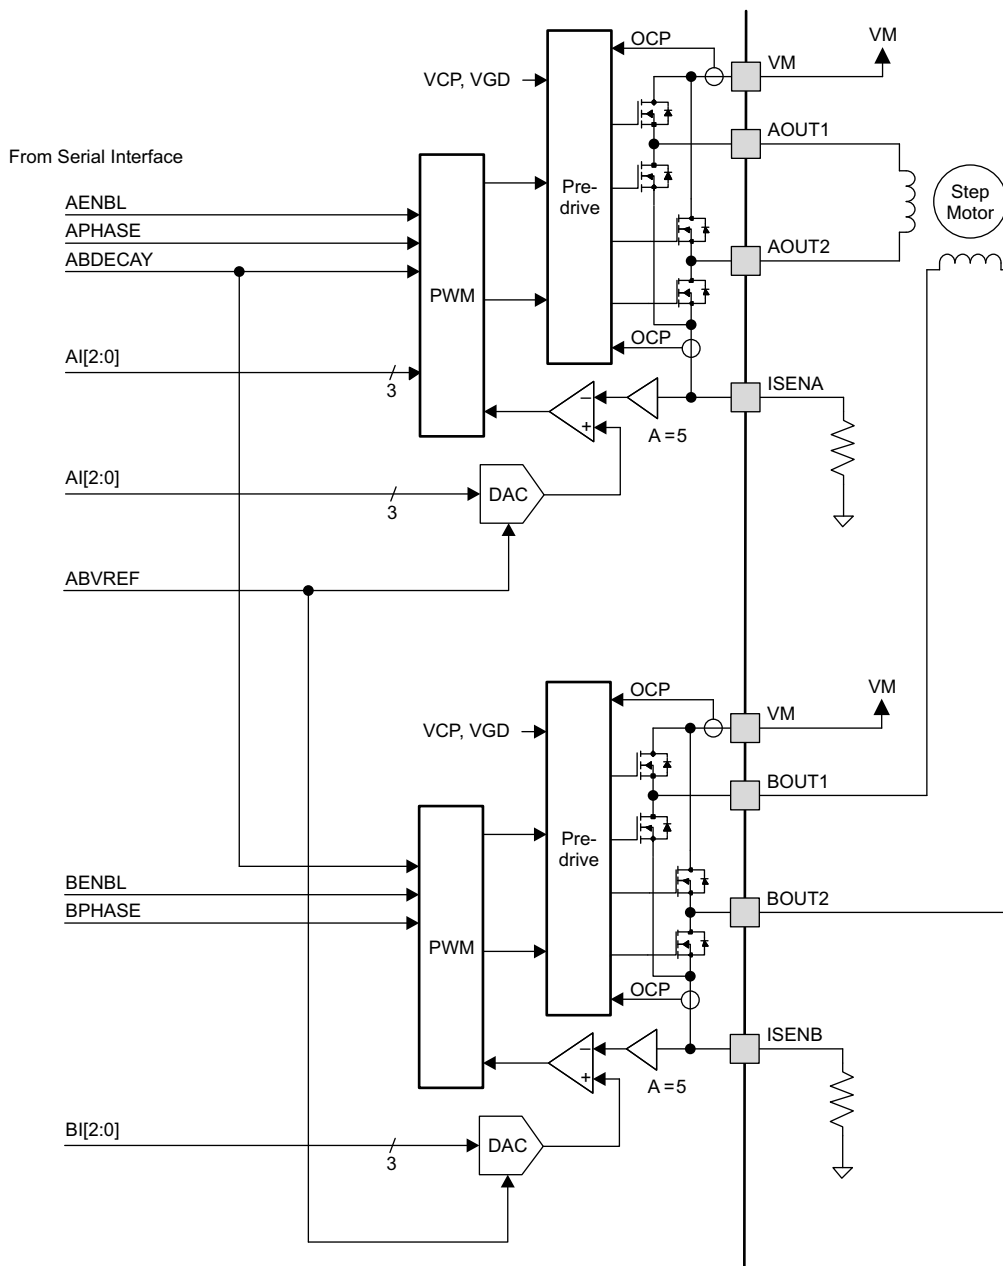 OCP
VM
VM
VCP, VGD
AOUT1
From Serial Interface
AENBL
APHASE
ABDECAY
Pre-
drive
Step
Motor
AOUT2
PWM
OCP
AI[2:0]
3
ISENA
–
+
A = 5
AI[2:0]
3
DAC
ABVREF
OCP
VM
VM
VCP, VGD
BOUT1
Pre-
drive
BENBL
BPHASE
BOUT2
PWM
OCP
ISENB
–
+
A = 5
BI[2:0]
3
DAC